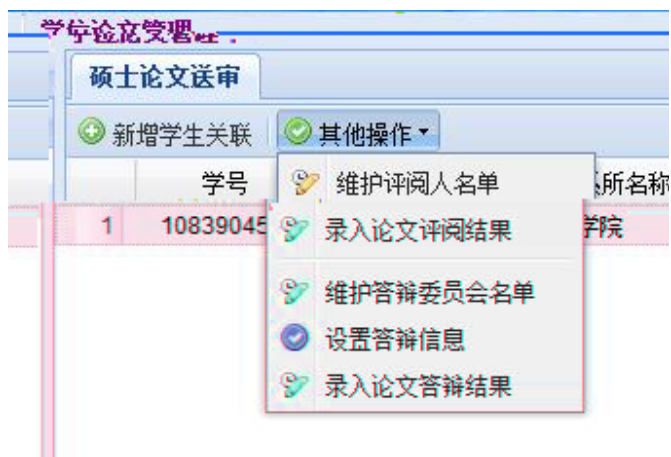 硕士论文送审
新增学生关联 其他操作
学号 所名称
维护评阅人名单
1 10839045 学院
录入论文评阅结果
维护答辩委员会名单
设置答辩信息
录入论文答辩结果